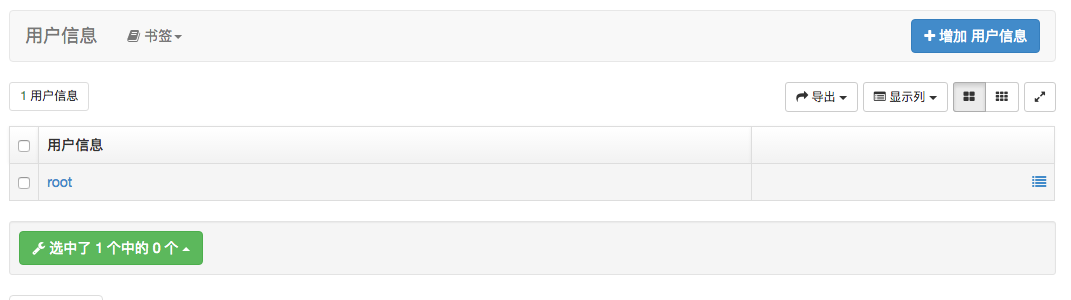 用户信息 书签 增加 用户信息
1 用户信息 导出 显示列
用户信息
root
选中了 1 个中的 0 个